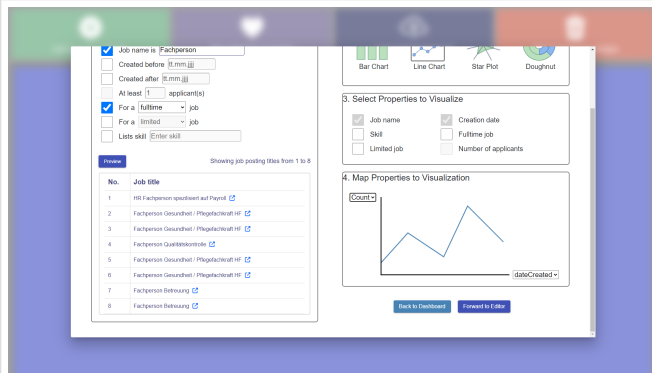 Job name is Fachperson
Created before tt.mm.jjjj
Created after tt.mm.jjjj
At least 1 applicant(s)
For a fulltime job
For a limited job
Lists skill Enter skill
Preview
Showing job posting titles from 1 to 8
No. Job title
1 HR Fachperson spezilisiert auf Payroll
2 Fachperson Gesundheit / Pflegefachkraft HF
3 Fachperson Gesundheit / Pflegefachkraft HF
4 Fachperson Qualitätskontrolle
5 Fachperson Gesundheit / Pflegefachkraft HF
6 Fachperson Gesundheit / Pflegefachkraft HF
7 Fachperson Betreuung
8 Fachperson Betreuung
Bar Chart Line Chart Star Plot Doughnut
3. Select Properties to Visualize
Job name Creation date
Skill Fulltime job
Limited job Number of applicants
4. Map Properties to Visualization
Count
dateCreated
Back to Dashboard Forward to Editor